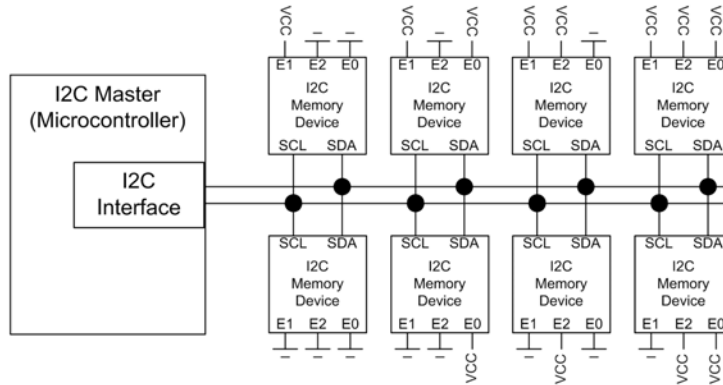 VCC VCC VCC VCC VCC VCC VCC VCC
E1 E2 E0 E1 E2 E0 E1 E2 E0 E1 E2 E0
I2C Master
(Microcontroller)
I2C
Interface
I2C I2C I2C I2C
Memory Memory Memory Memory
Device Device Device Device
SCL SDA SCL SDA SCL SDA SCL SDA
SCL SDA SCL SDA SCL SDA SCL SDA
I2C I2C I2C I2C
Memory Memory Memory Memory
Device Device Device Device
E1 E2 E0 E1 E2 E0 E1 E2 E0 E1 E2 E0
VCC VCC VCC VCC